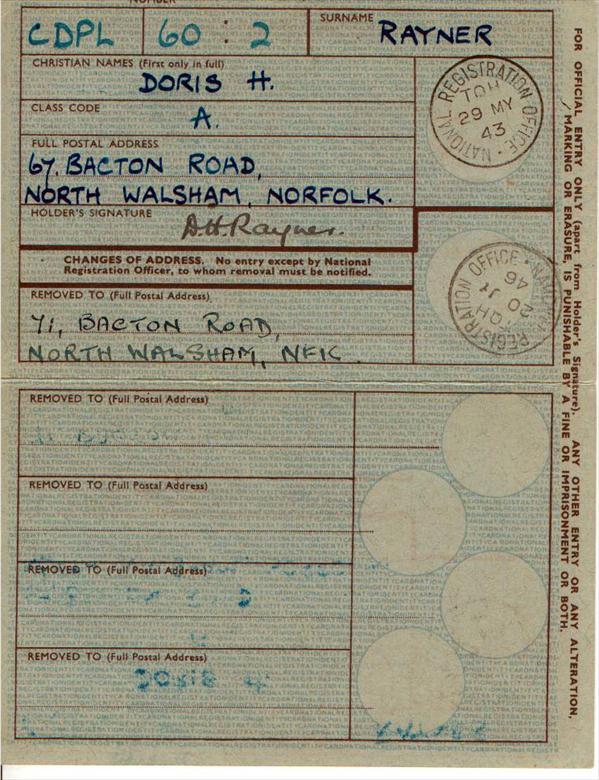 NUMBER
CDPL 60 : 2
SURNAME
RAYNER
CHRISTIAN NAMES (First only in full)
DORIS H.
CLASS CODE
A.
FULL POSTAL ADDRESS
67, BACTON ROAD,
NORTH WALSHAM, NORFOLK.
HOLDER'S SIGNATURE
D.H. Rayner.
NATIONAL REGISTRATION OFFICE
TQH
29 MY
43
CHANGES OF ADDRESS. No entry except by National
Registration Officer, to whom removal must be notified.
REMOVED TO (Full Postal Address)
71, BACTON ROAD,
NORTH WALSHAM, NFK.
REGISTRATION OFFICE
QH
46
REMOVED TO (Full Postal Address)
REMOVED TO (Full Postal Address)
REMOVED TO (Full Postal Address)
REMOVED TO (Full Postal Address)
DORIS H
FOR OFFICIAL ENTRY ONLY (apart from Holder's Signature). ANY OTHER ENTRY OR ANY ALTERATION,
MARKING OR ERASURE, IS PUNISHABLE BY A FINE OR IMPRISONMENT OR BOTH.